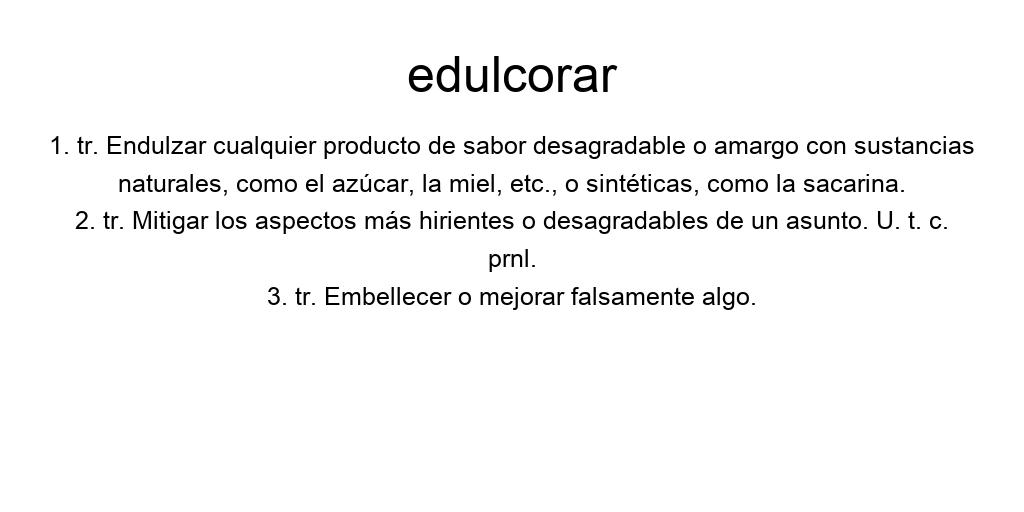 edulcorar
1. tr. Endulzar cualquier producto de sabor desagradable o amargo con sustancias
naturales, como el azúcar, la miel, etc., o sintéticas, como la sacarina.
2. tr. Mitigar los aspectos más hirientes o desagradables de un asunto. U. t. c.
prnl.
3. tr. Embellecer o mejorar falsamente algo.